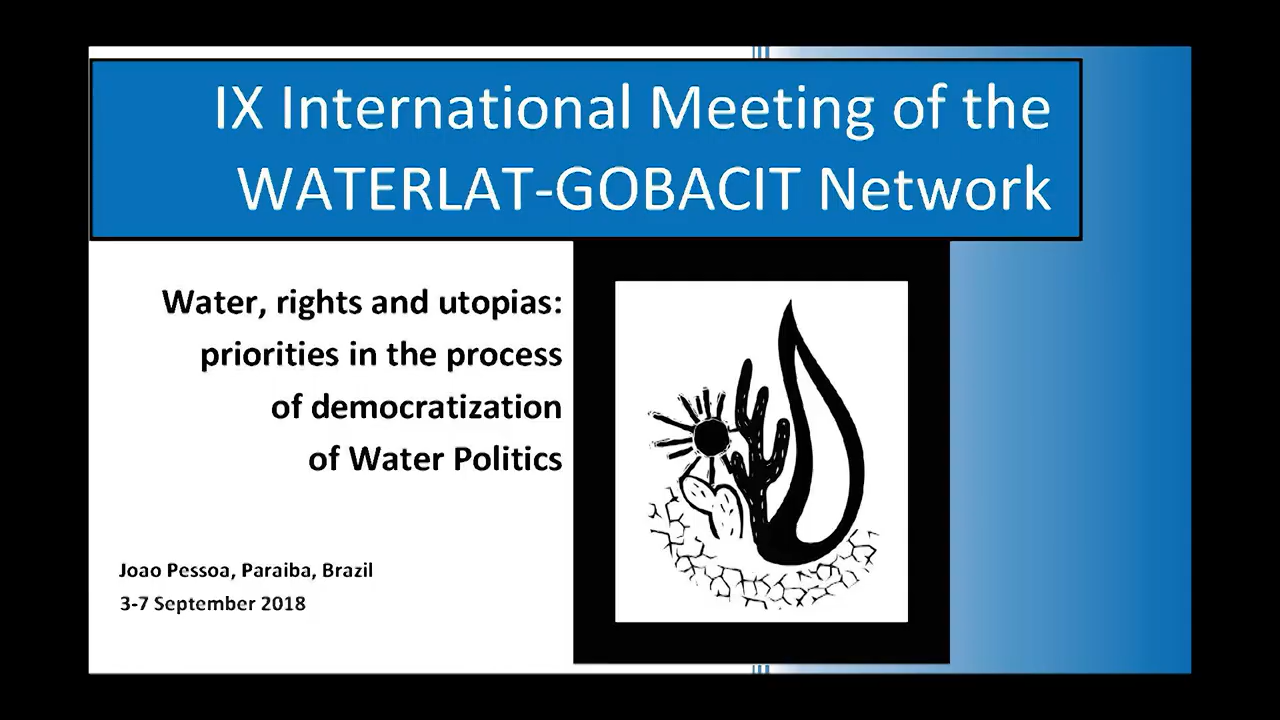 IX International Meeting of the
WATERLAT-GOBACIT Network
Water, rights and utopias:
priorities in the process
of democratization
of Water Politics
Joao Pessoa, Paraiba, Brazil
3-7 September 2018